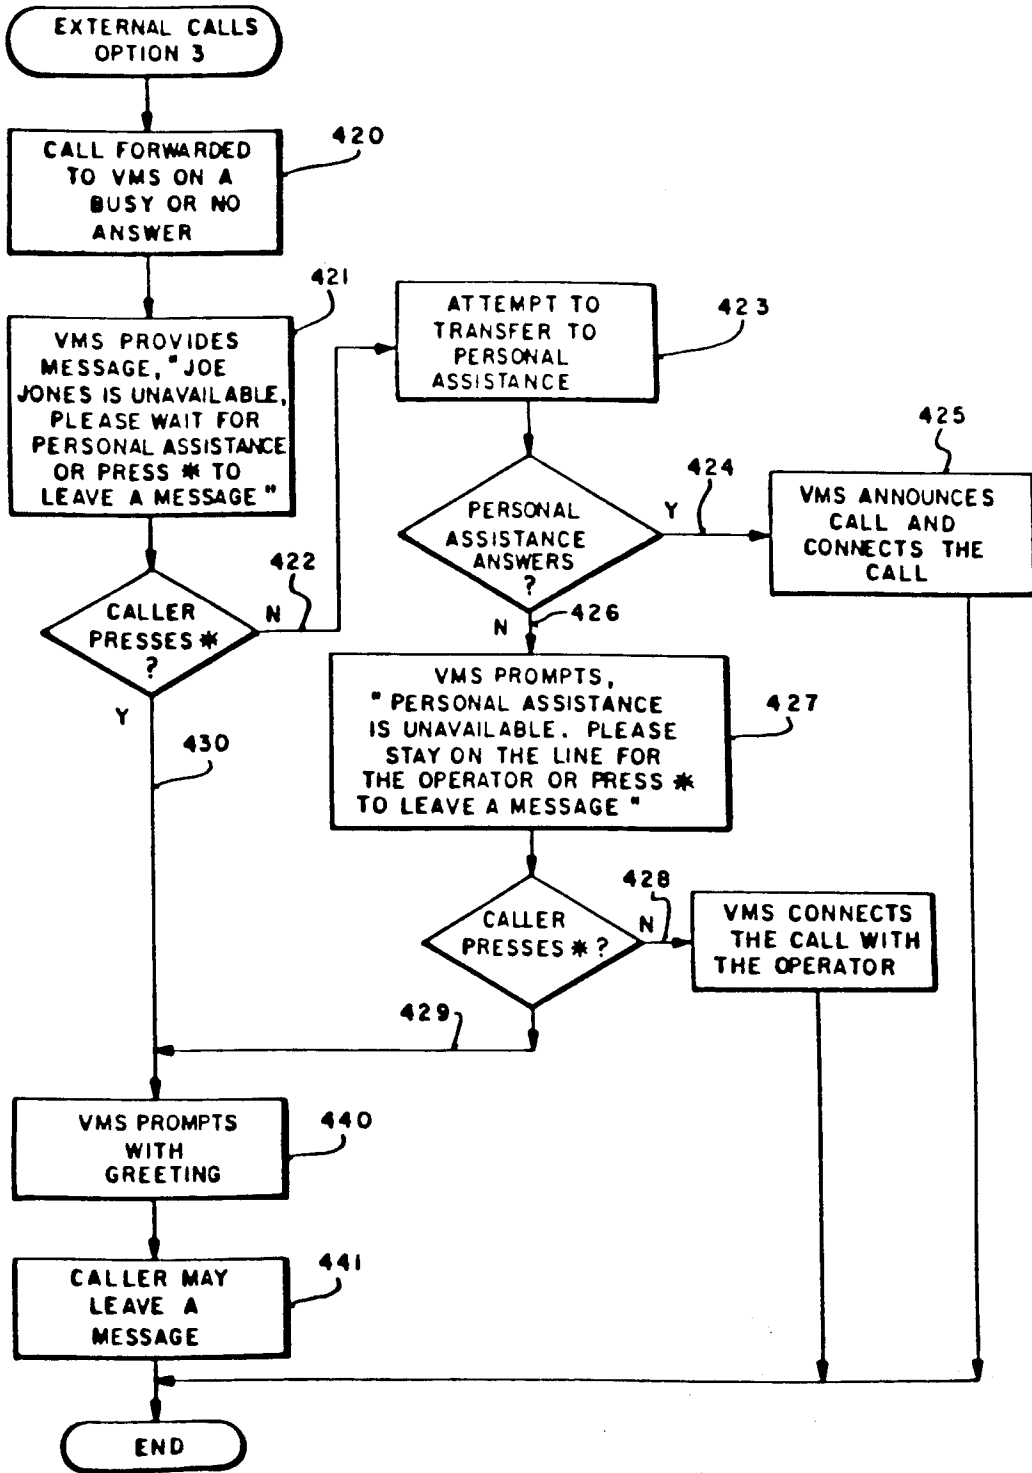 EXTERNAL CALLS
OPTION 3
420
CALL FORWARDED
TO VMS ON A
BUSY OR NO
ANSWER
421
VMS PROVIDES
MESSAGE, "JOE
JONES IS UNAVAILABLE,
PLEASE WAIT FOR
PERSONAL ASSISTANCE
OR PRESS * TO
LEAVE A MESSAGE"
CALLER
PRESSES *
?
N
422
Y
430
ATTEMPT TO
TRANSFER TO
PERSONAL
ASSISTANCE
423
PERSONAL
ASSISTANCE
ANSWERS
?
Y
424
425
VMS ANNOUNCES
CALL AND
CONNECTS THE
CALL
N
426
VMS PROMPTS,
"PERSONAL ASSISTANCE
IS UNAVAILABLE. PLEASE
STAY ON THE LINE FOR
THE OPERATOR OR PRESS *
TO LEAVE A MESSAGE"
427
CALLER
PRESSES * ?
N
428
VMS CONNECTS
THE CALL WITH
THE OPERATOR
429
VMS PROMPTS
WITH
GREETING
440
CALLER MAY
LEAVE A
MESSAGE
441
END